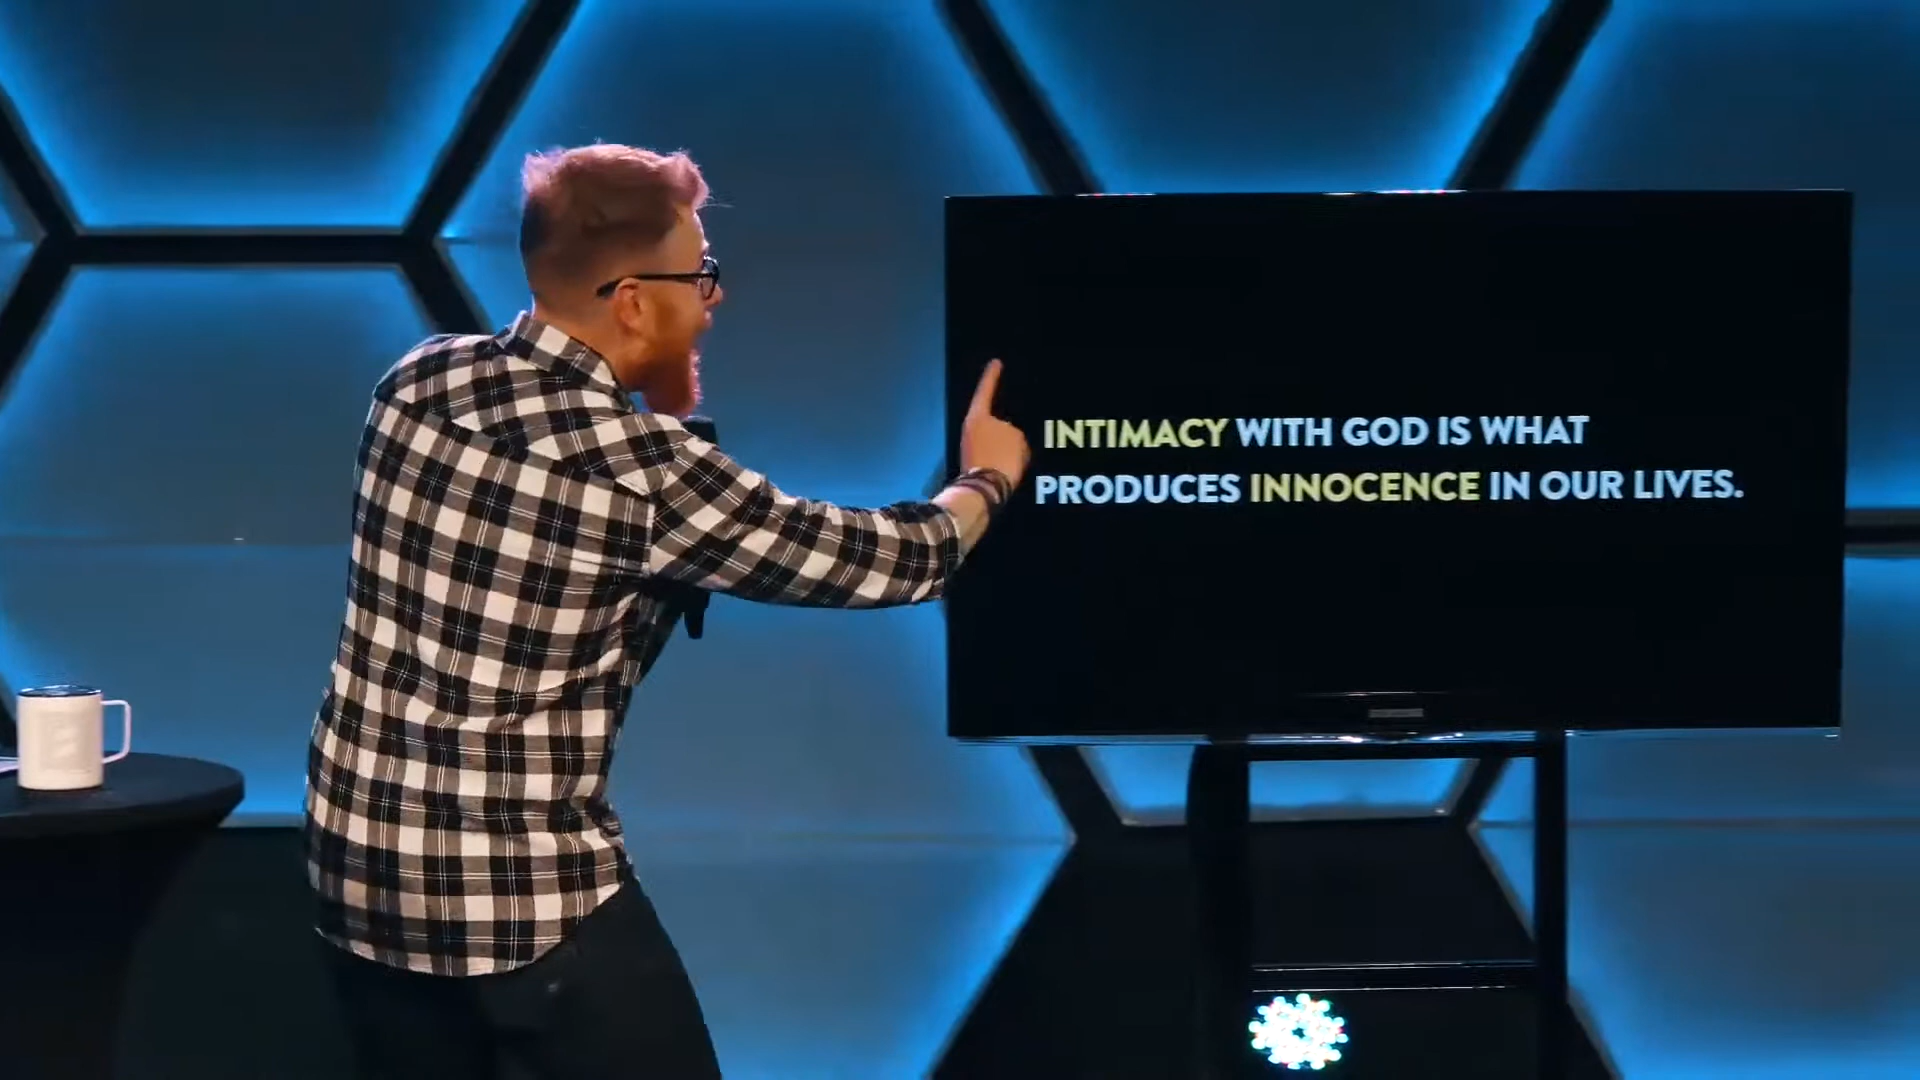 INTIMACY WITH GOD IS WHAT
PRODUCES INNOCENCE IN OUR LIVES.